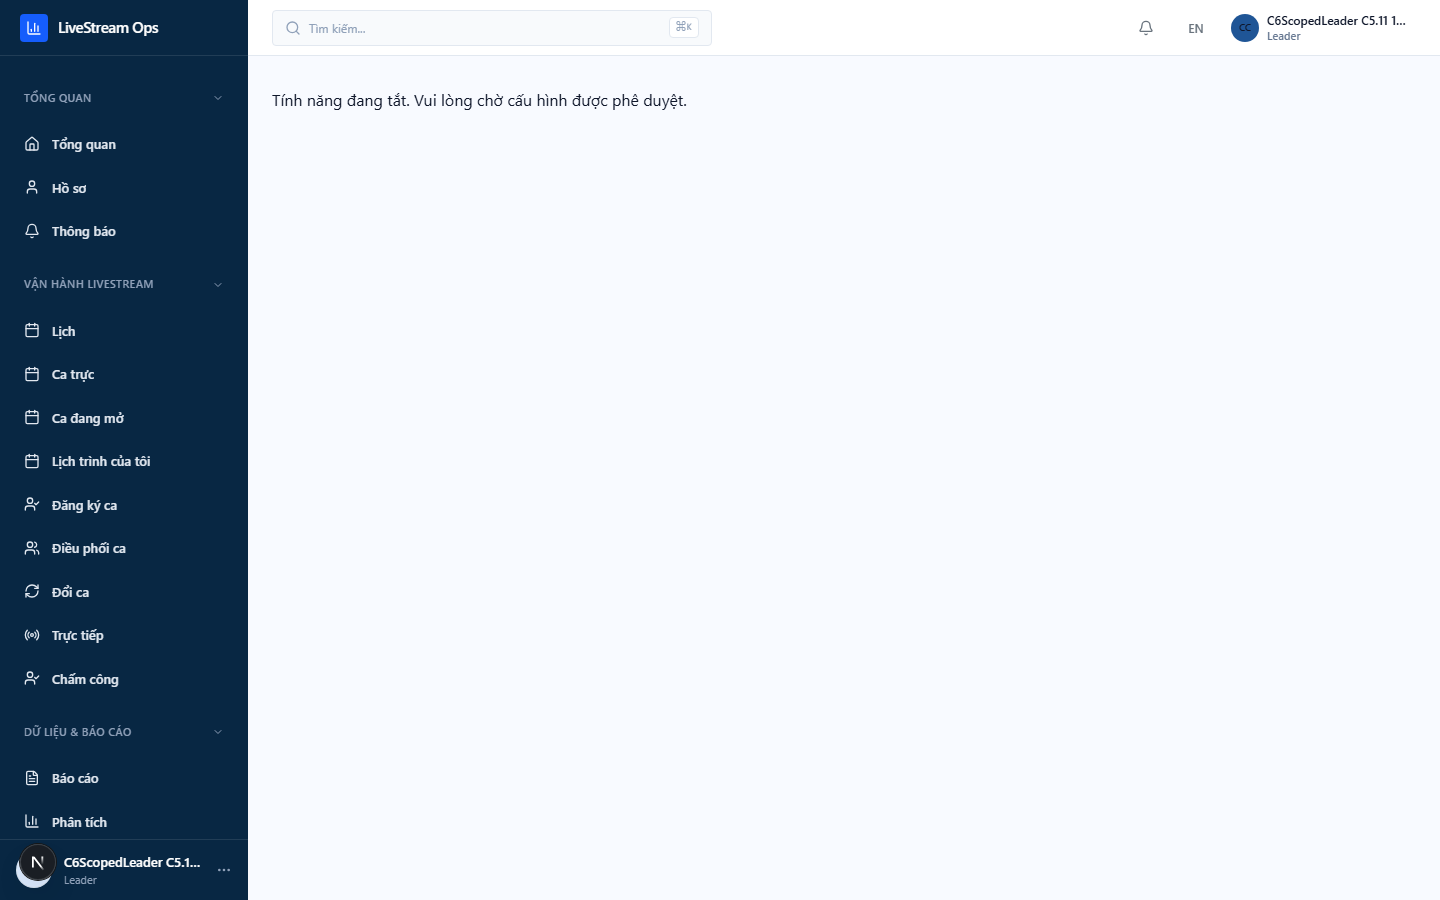 LiveStream Ops
Tìm kiếm...
⌘K
EN
CC
C6ScopedLeader C5.11 1...
Leader
TỔNG QUAN
Tổng quan
Hồ sơ
Thông báo
VẬN HÀNH LIVESTREAM
Lịch
Ca trực
Ca đang mở
Lịch trình của tôi
Đăng ký ca
Điều phối ca
Đổi ca
Trực tiếp
Chấm công
DỮ LIỆU & BÁO CÁO
Báo cáo
Phân tích
N
C6ScopedLeader C5.1...
Leader
Tính năng đang tắt. Vui lòng chờ cấu hình được phê duyệt.